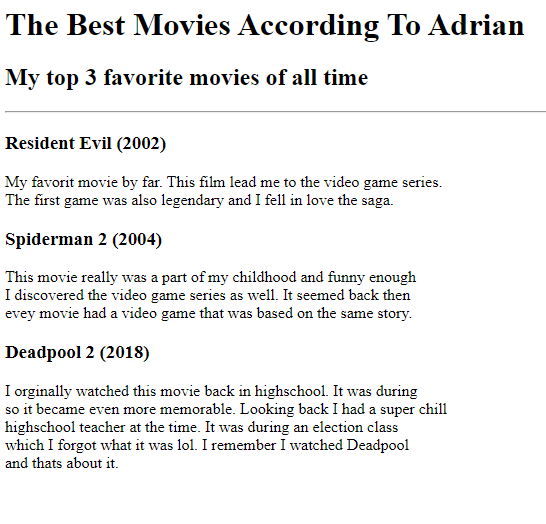 The Best Movies According To Adrian
My top 3 favorite movies of all time
Resident Evil (2002)
My favorit movie by far. This film lead me to the video game series.
The first game was also legendary and I fell in love the saga.
Spiderman 2 (2004)
This movie really was a part of my childhood and funny enough
I discovered the video game series as well. It seemed back then
evey movie had a video game that was based on the same story.
Deadpool 2 (2018)
I orginally watched this movie back in highschool. It was during
so it became even more memorable. Looking back I had a super chill
highschool teacher at the time. It was during an election class
which I forgot what it was lol. I remember I watched Deadpool
and thats about it.